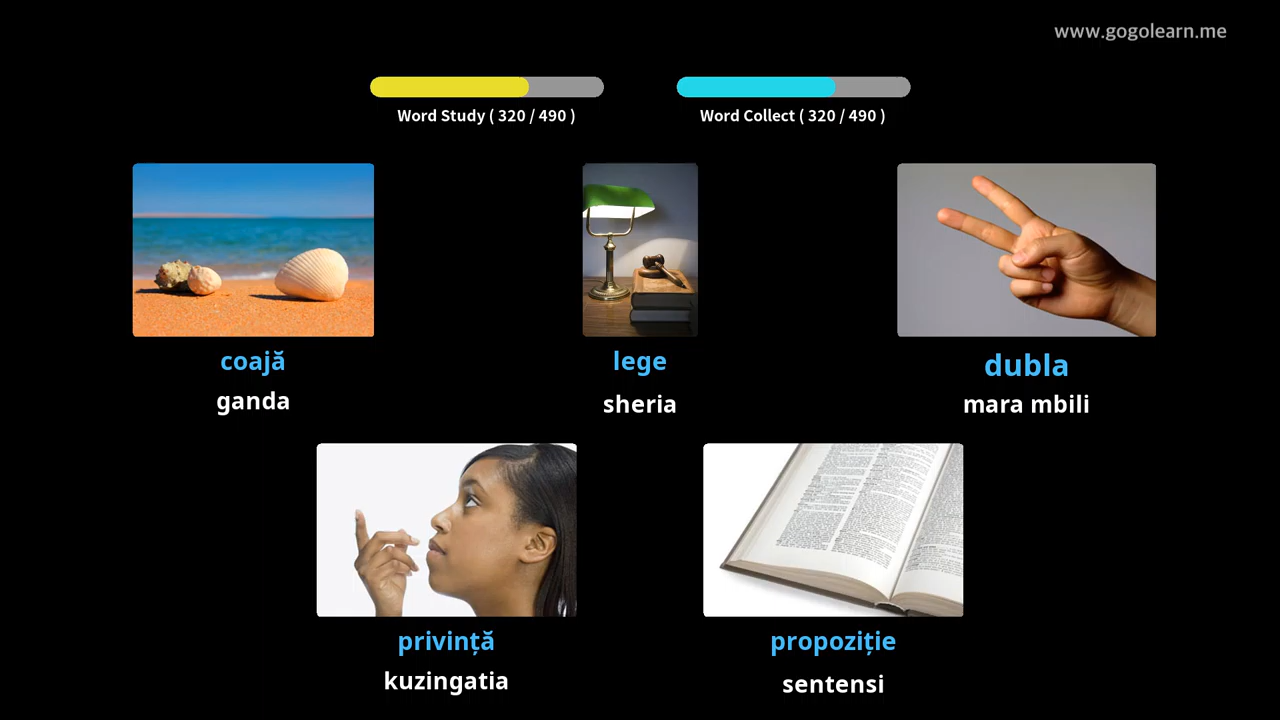 www.gogolearn.me
Word Study ( 320 / 490 )
Word Collect ( 320 / 490 )
coajă
ganda
lege
sheria
dubla
mara mbili
privință
kuzingatia
propoziție
sentensi